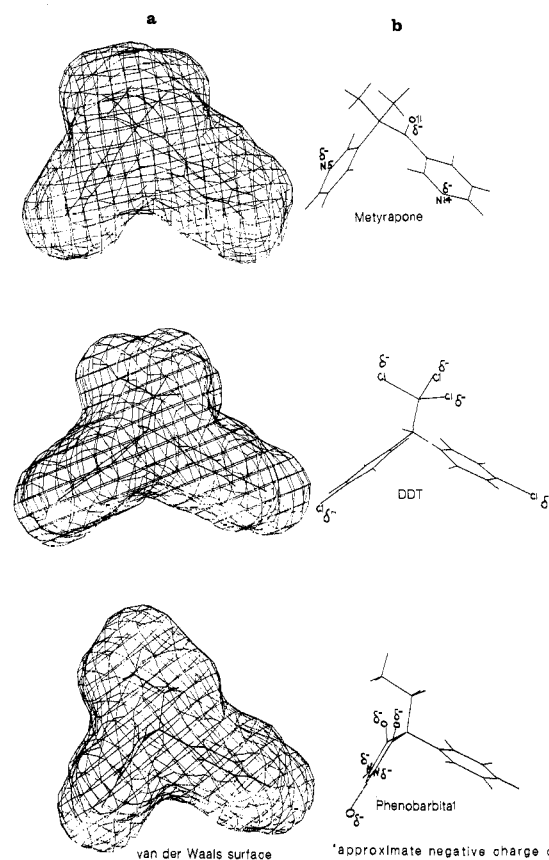 a
b
O11
δ-
δ-
N5
δ-
N14
Metyrapone
δ-
Cl
δ-
Cl
Cl δ-
DDT
Cl
δ-
Cl
δ-
δ- δ-
O O
δ-
N N δ-
O δ-
Phenobarbital
van der Waals surface
*approximate negative charge